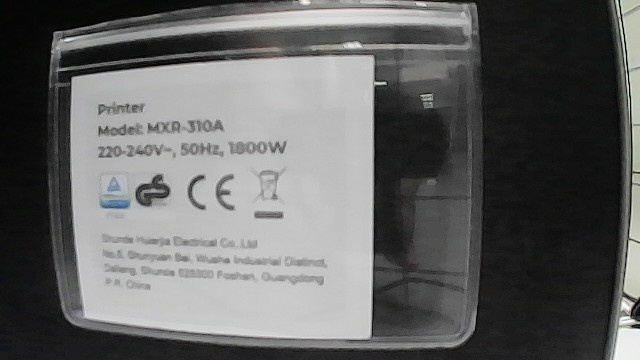 Printer
Model: MXR-310A
220-240V~, 50Hz, 1800W
Shunde Huanjia Electrical Co., Ltd
No.5, Shunyuan Bei, Wusha Industrial District,
Daliang, Shunde 528300 Foshan, Guangdong
P.R. China